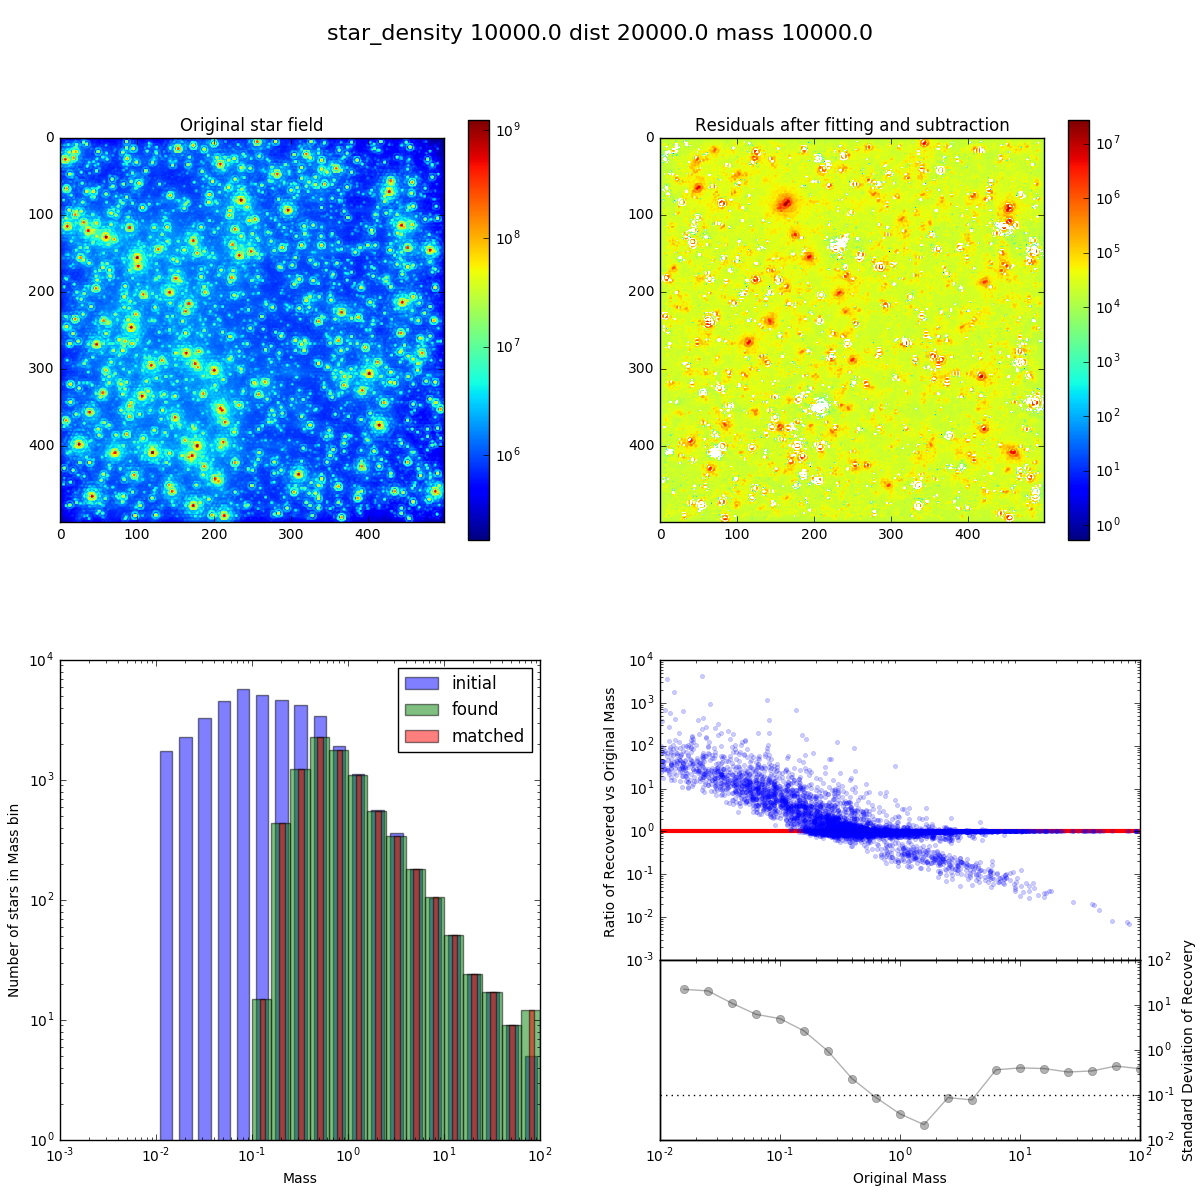 star_density 10000.0 dist 20000.0 mass 10000.0
Original star field
0
100
200
300
400
0 100 200 300 400
10^9
10^8
10^7
10^6
Residuals after fitting and subtraction
0
100
200
300
400
0 100 200 300 400
10^7
10^6
10^5
10^4
10^3
10^2
10^1
10^0
Number of stars in Mass bin
10^4
10^3
10^2
10^1
10^0
initial
found
matched
10^-3 10^-2 10^-1 10^0 10^1 10^2
Mass
Ratio of Recovered vs Original Mass
10^4
10^3
10^2
10^1
10^0
10^-1
10^-2
10^-3
10^2
10^1
10^0
10^-1
10^-2
Standard Deviation of Recovery
10^-2 10^-1 10^0 10^1 10^2
Original Mass